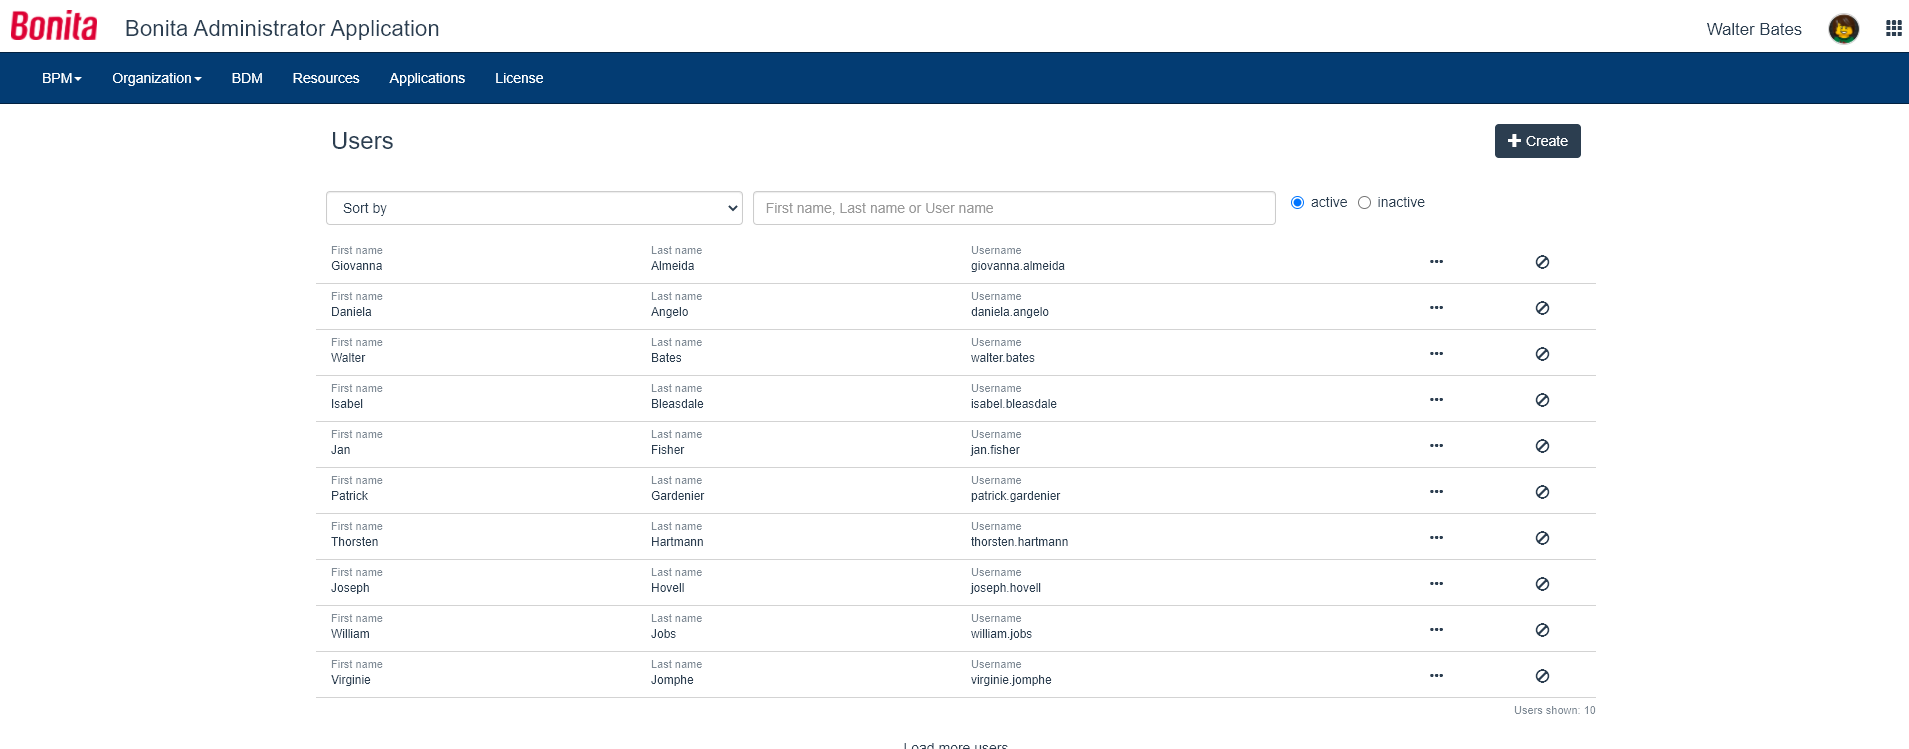 Bonita Bonita Administrator Application Walter Bates
BPM Organization BDM Resources Applications License
Users Create
Sort by First name, Last name or User name active inactive
First name Last name Username
Giovanna Almeida giovanna.almeida
First name Last name Username
Daniela Angelo daniela.angelo
First name Last name Username
Walter Bates walter.bates
First name Last name Username
Isabel Bleasdale isabel.bleasdale
First name Last name Username
Jan Fisher jan.fisher
First name Last name Username
Patrick Gardenier patrick.gardenier
First name Last name Username
Thorsten Hartmann thorsten.hartmann
First name Last name Username
Joseph Hovell joseph.hovell
First name Last name Username
William Jobs william.jobs
First name Last name Username
Virginie Jomphe virginie.jomphe
Users shown: 10
Load more users